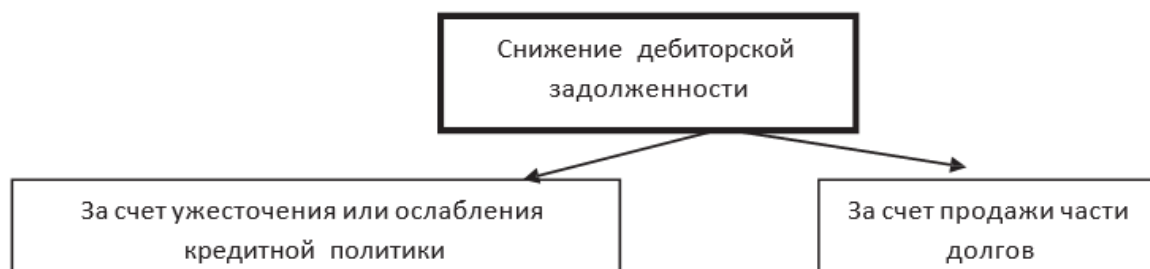 Снижение дебиторской
задолженности
За счет ужесточения или ослабления
кредитной политики
За счет продажи части
долгов